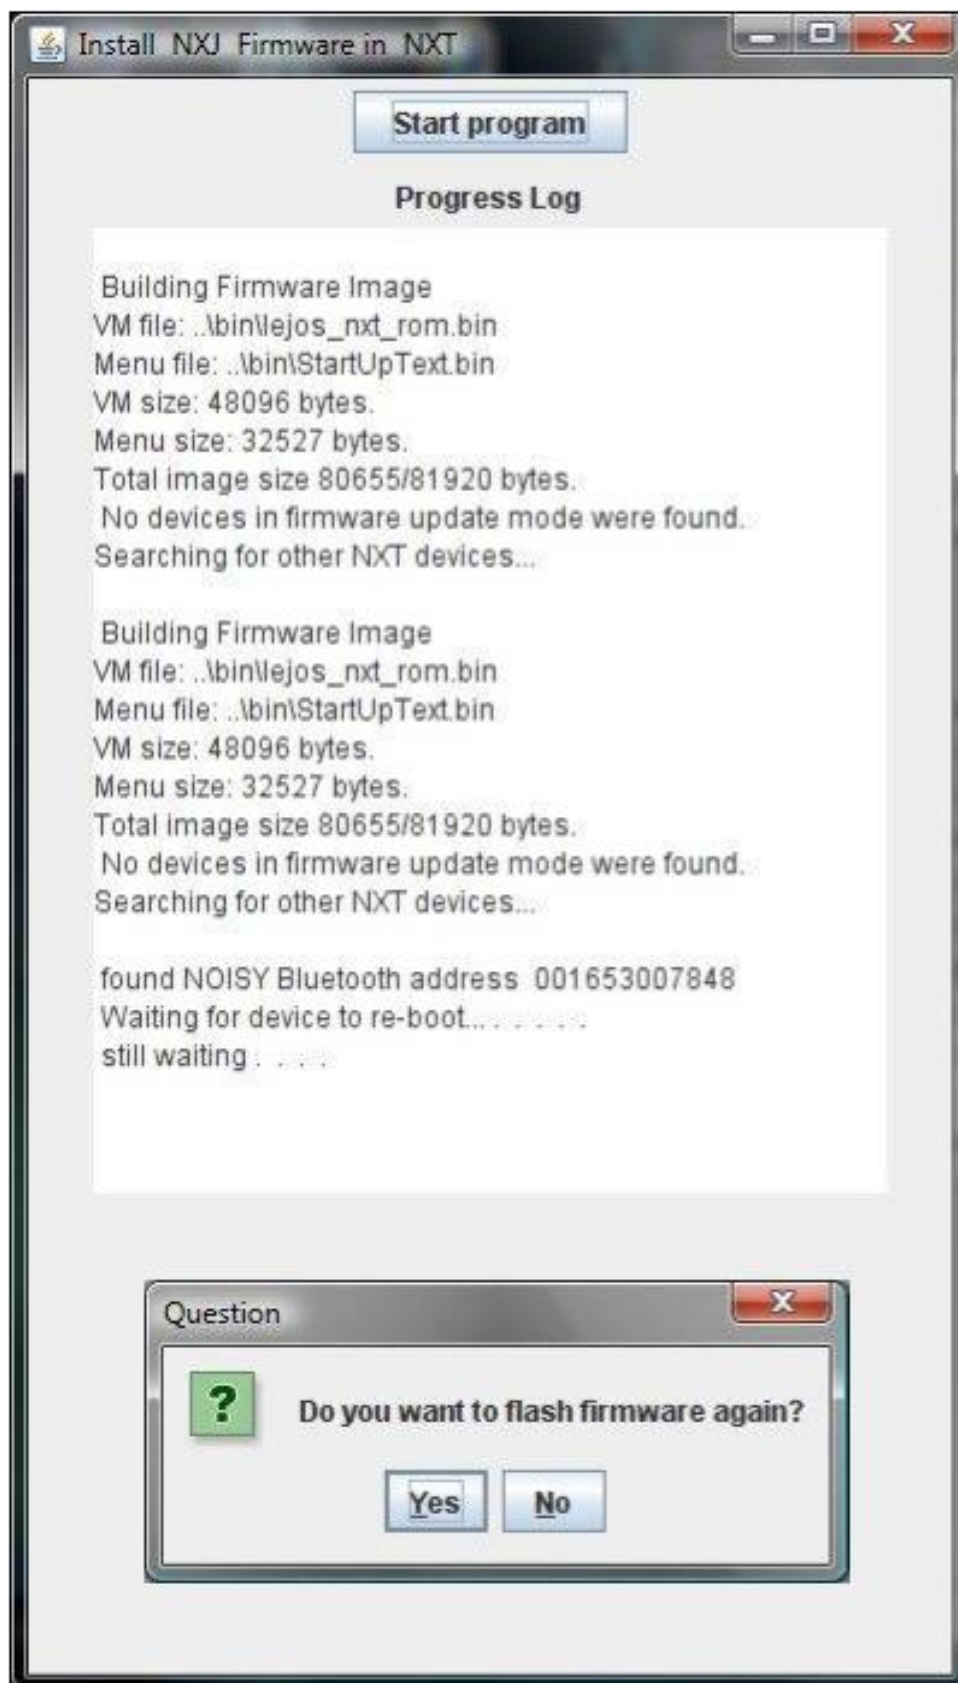 Install NXJ Firmware in NXT
Start program
Progress Log
Building Firmware Image
VM file: ..\bin\lejos_nxt_rom.bin
Menu file: ..\bin\StartUpText.bin
VM size: 48096 bytes.
Menu size: 32527 bytes.
Total image size 80655/81920 bytes.
No devices in firmware update mode were found.
Searching for other NXT devices...
Building Firmware Image
VM file: ..\bin\lejos_nxt_rom.bin
Menu file: ..\bin\StartUpText.bin
VM size: 48096 bytes.
Menu size: 32527 bytes.
Total image size 80655/81920 bytes.
No devices in firmware update mode were found.
Searching for other NXT devices...
found NOISY Bluetooth address 001653007848
Waiting for device to re-boot... . . . . .
still waiting . . . .
Question
Do you want to flash firmware again?
Yes No